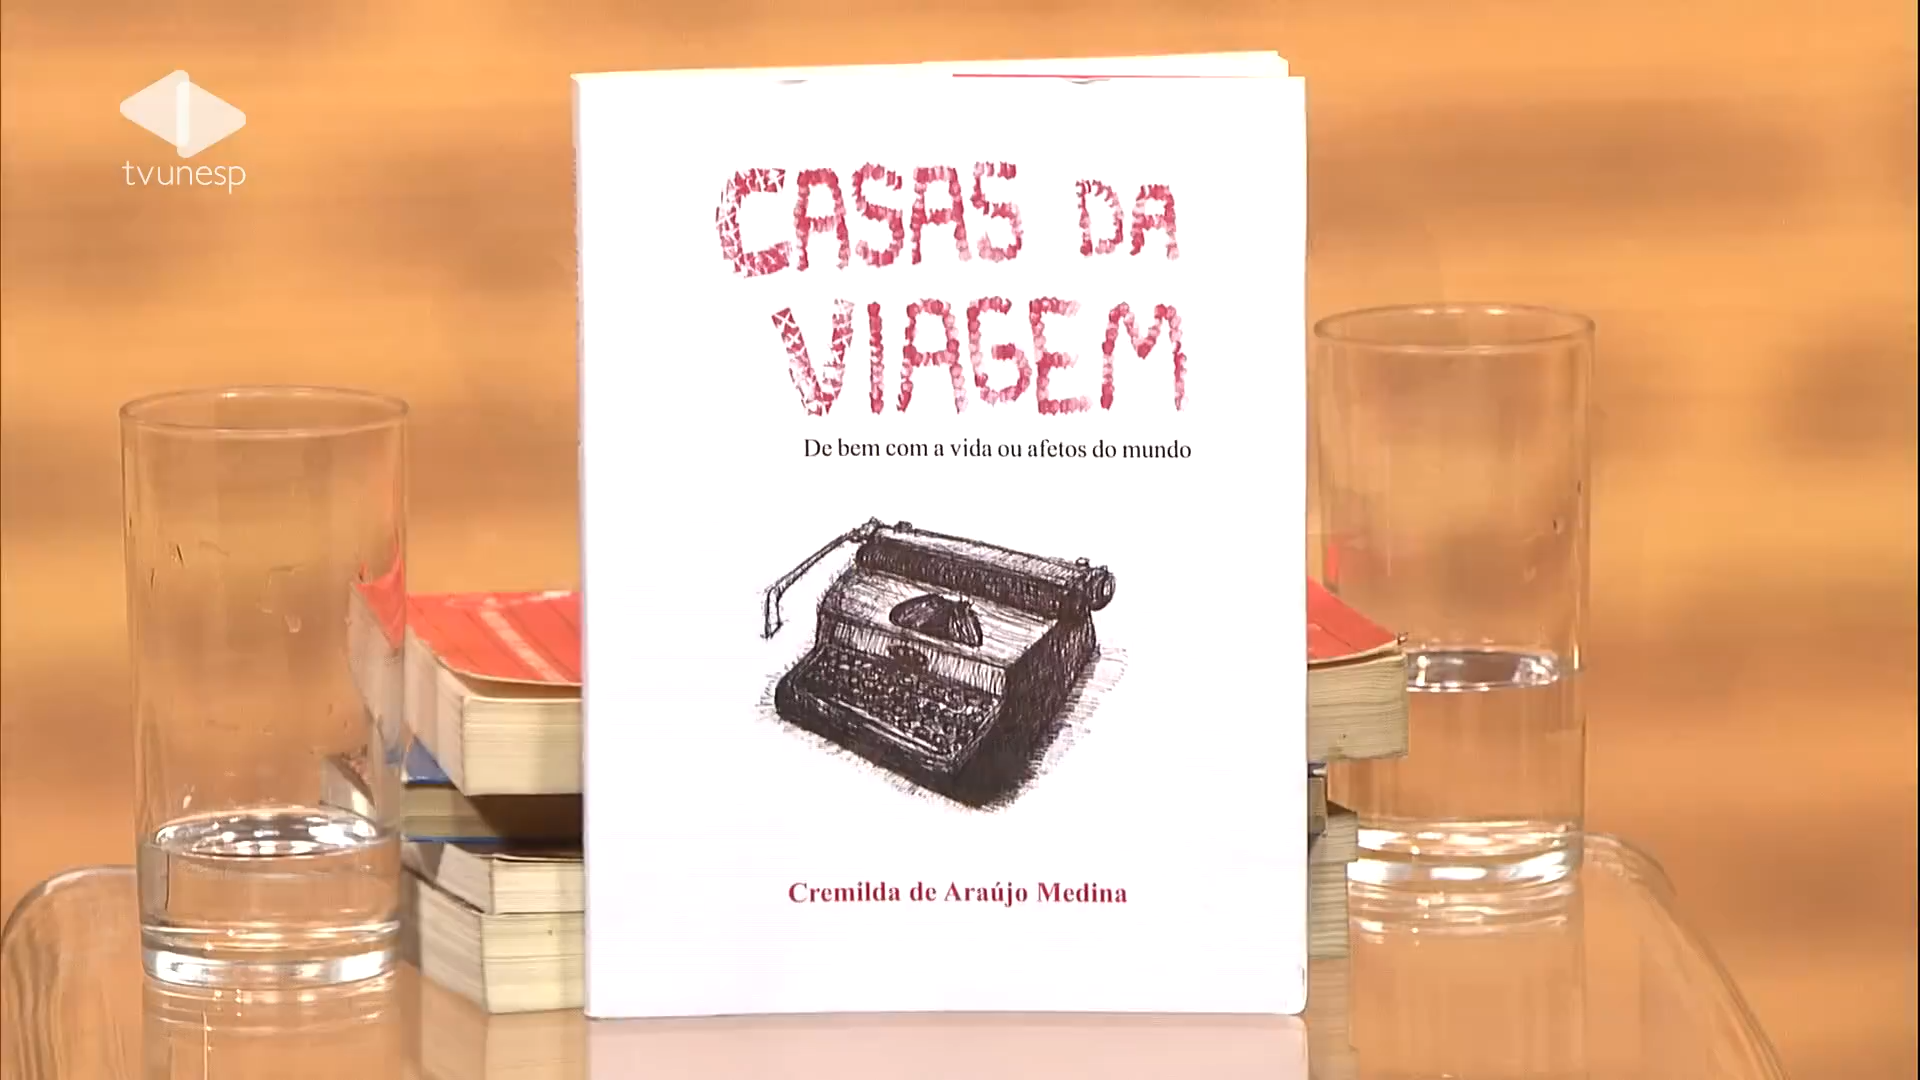 tvunesp
CASAS DA
VIAGEM
De bem com a vida ou afetos do mundo
Cremilda de Araújo Medina